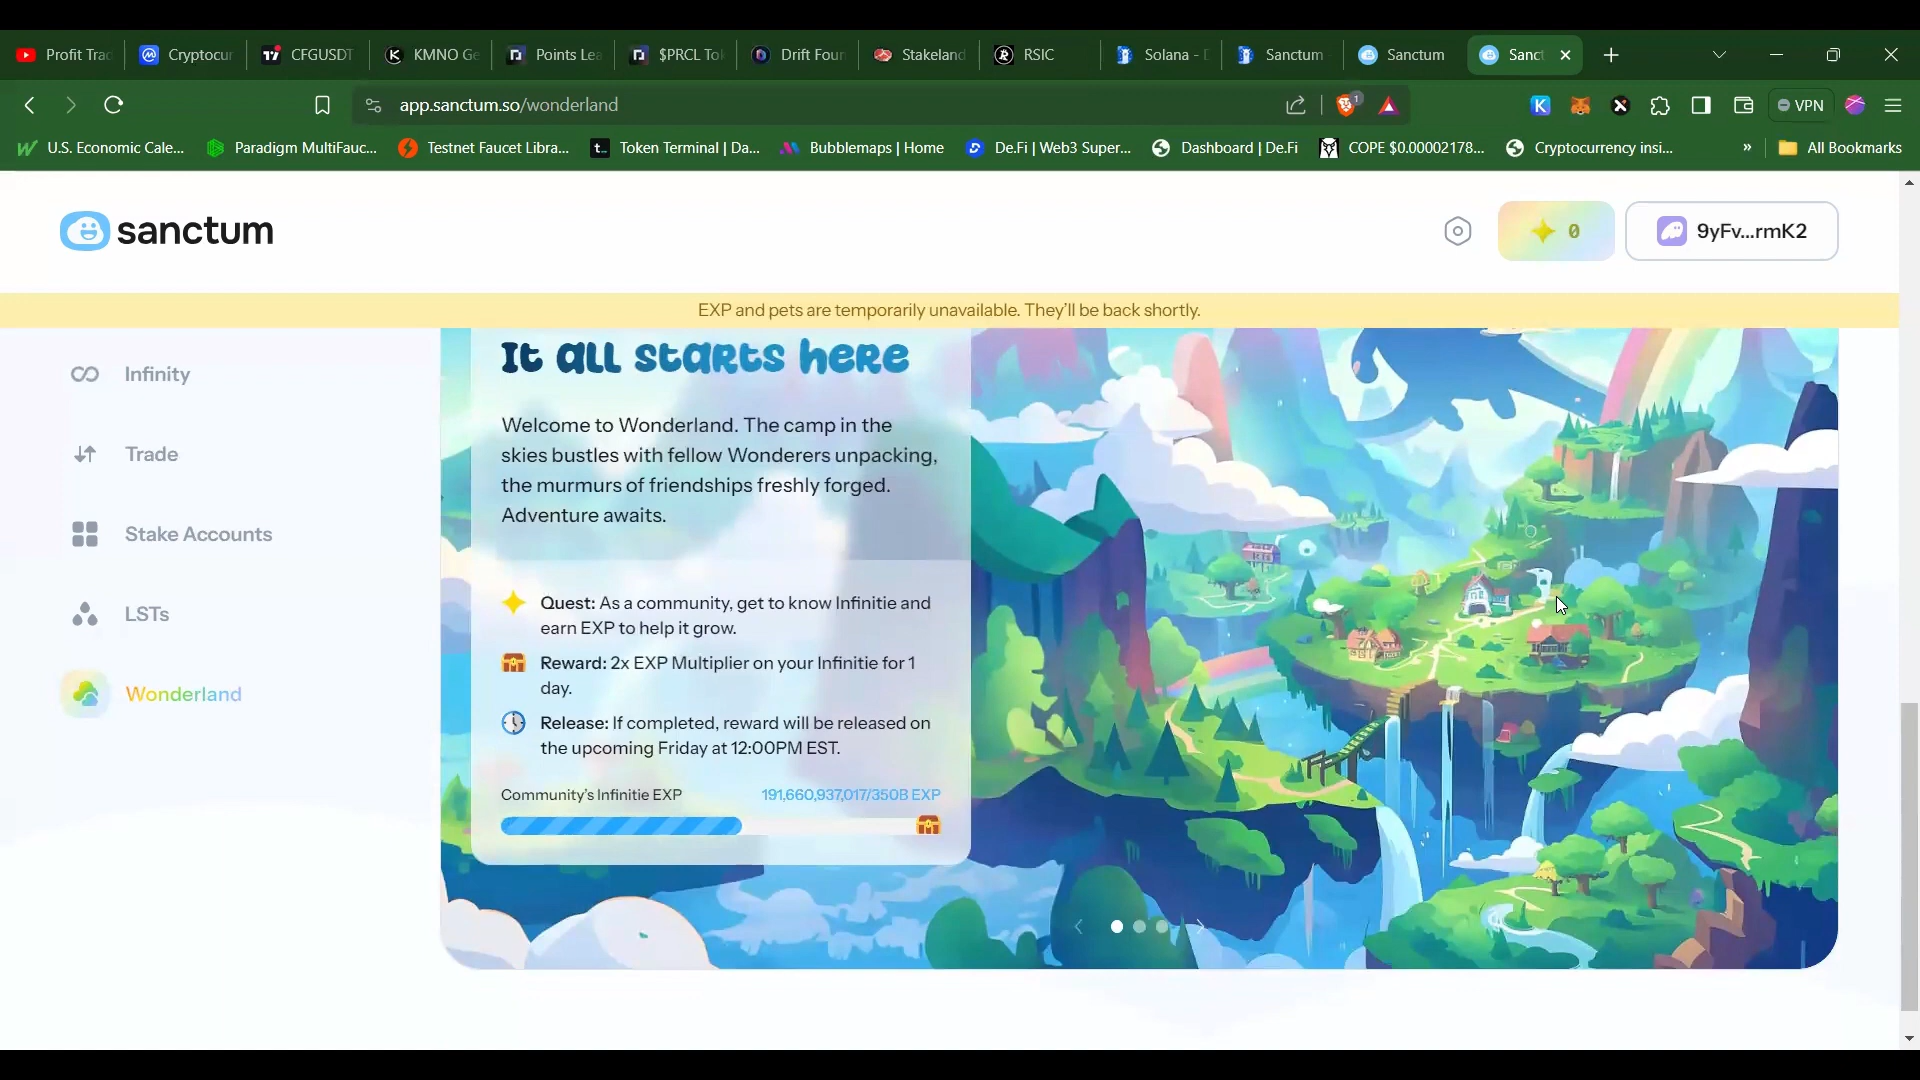 Profit Trad
Cryptocur
CFGUSDT
KMNO Ge
Points Lea
$PRCL Tok
Drift Foun
Stakeland
RSIC
Solana - D
Sanctum
Sanctum
Sanct
app.sanctum.so/wonderland
1
VPN
U.S. Economic Cale...
Paradigm MultiFauc...
Testnet Faucet Libra...
Token Terminal | Da...
Bubblemaps | Home
De.Fi | Web3 Super...
Dashboard | De.Fi
COPE $0.00002178...
Cryptocurrency insi...
All Bookmarks
sanctum
0
9yFv...rmK2
EXP and pets are temporarily unavailable. They'll be back shortly.
Infinity
Trade
Stake Accounts
LSTs
Wonderland
It all starts here
Welcome to Wonderland. The camp in the
skies bustles with fellow Wonderers unpacking,
the murmurs of friendships freshly forged.
Adventure awaits.
Quest: As a community, get to know Infinitie and
earn EXP to help it grow.
Reward: 2x EXP Multiplier on your Infinitie for 1
day.
Release: If completed, reward will be released on
the upcoming Friday at 12:00PM EST.
Community's Infinitie EXP 191,660,937,017/350B EXP